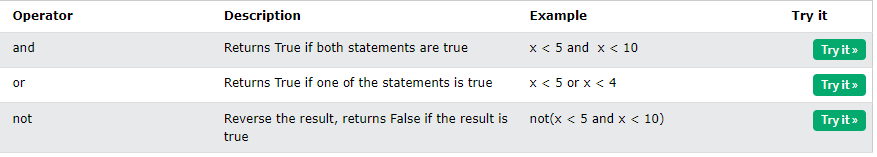 Operator Description Example Try it
and Returns True if both statements are true x < 5 and  x < 10 Try it »
or Returns True if one of the statements is true x < 5 or x < 4 Try it »
not Reverse the result, returns False if the result is not(x < 5 and x < 10) Try it »
true